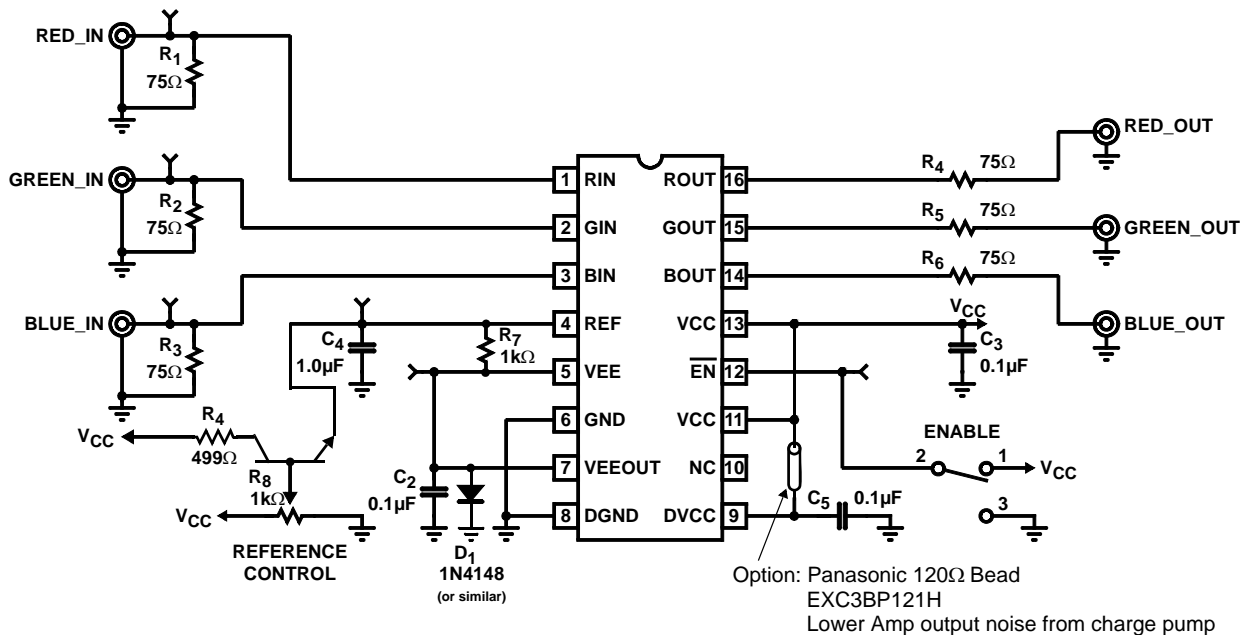 RED_IN
R1
75Ω
GREEN_IN
R2
75Ω
BLUE_IN
R3
75Ω
1 RIN ROUT 16
2 GIN GOUT 15
3 BIN BOUT 14
4 REF VCC 13
5 VEE EN 12
6 GND VCC 11
7 VEEOUT NC 10
8 DGND DVCC 9
R4 75Ω
RED_OUT
R5 75Ω
GREEN_OUT
R6 75Ω
BLUE_OUT
VCC
C3
0.1µF
C4
1.0µF
R7
1kΩ
VCC
R4
499Ω
R8
1kΩ
VCC
REFERENCE
CONTROL
C2
0.1µF
D1
1N4148
(or similar)
C5
0.1µF
ENABLE
2 1
VCC
3
Option: Panasonic 120Ω Bead
EXC3BP121H
Lower Amp output noise from charge pump